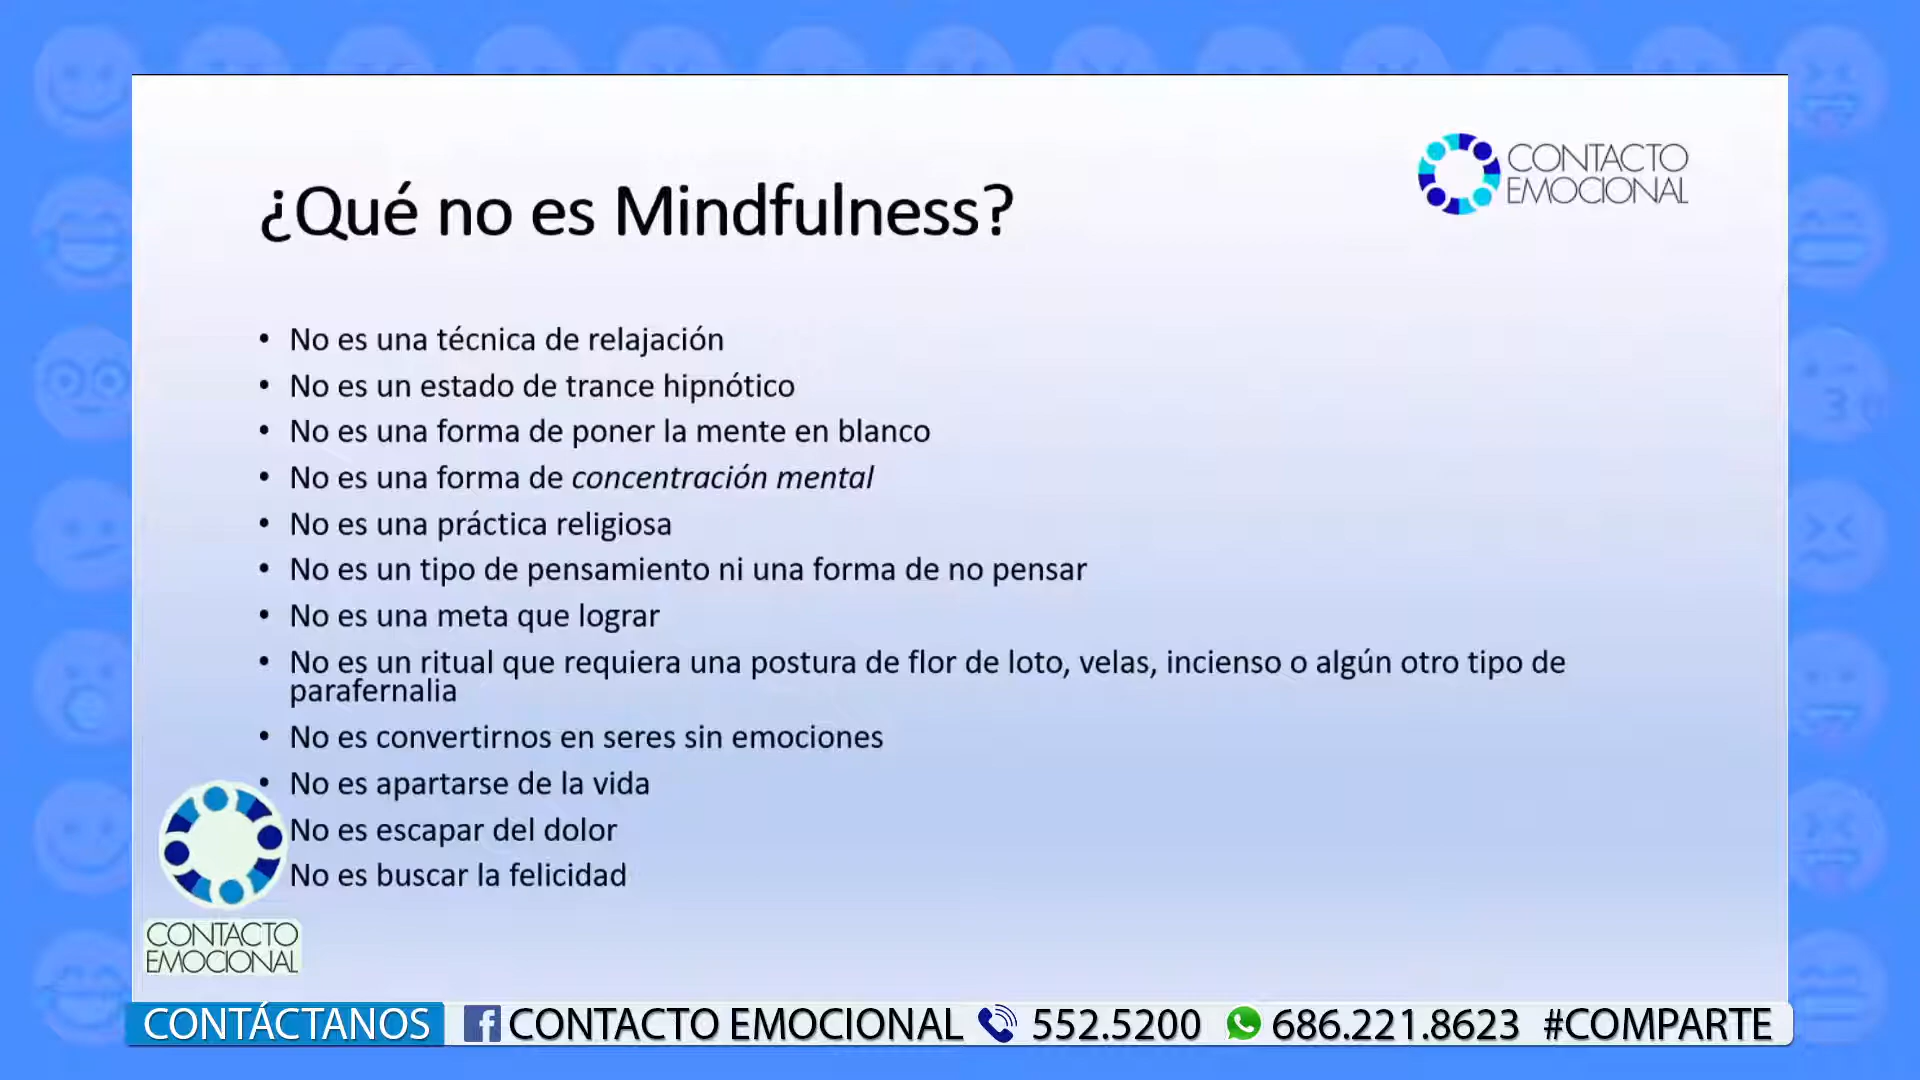 CONTACTO
EMOCIONAL
¿Qué no es Mindfulness?
• No es una técnica de relajación
• No es un estado de trance hipnótico
• No es una forma de poner la mente en blanco
• No es una forma de concentración mental
• No es una práctica religiosa
• No es un tipo de pensamiento ni una forma de no pensar
• No es una meta que lograr
• No es un ritual que requiera una postura de flor de loto, velas, incienso o algún otro tipo de
parafernalia
• No es convertirnos en seres sin emociones
• No es apartarse de la vida
No es escapar del dolor
No es buscar la felicidad
CONTACTO
EMOCIONAL
CONTÁCTANOS CONTACTO EMOCIONAL 552.5200 686.221.8623 #COMPARTE